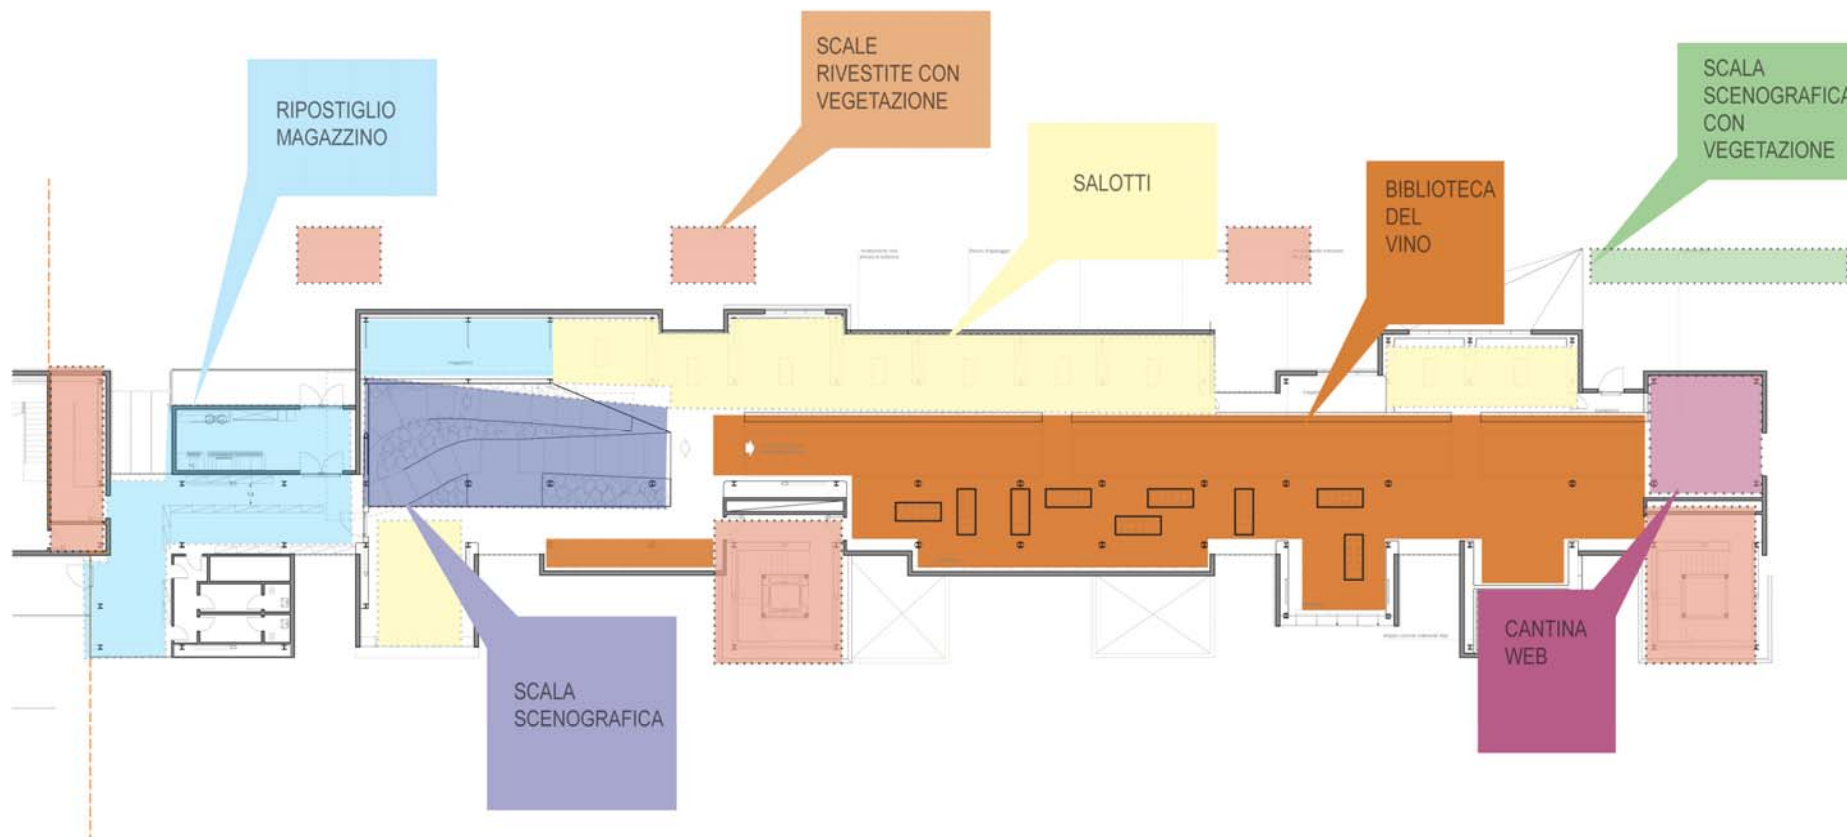 SCALE
RIVESTITE CON
VEGETAZIONE
SCALA
SCENOGRAFICA
CON
VEGETAZIONE
RIPOSTIGLIO
MAGAZZINO
SALOTTI
BIBLIOTECA
DEL
VINO
CANTINA
WEB
SCALA
SCENOGRAFICA